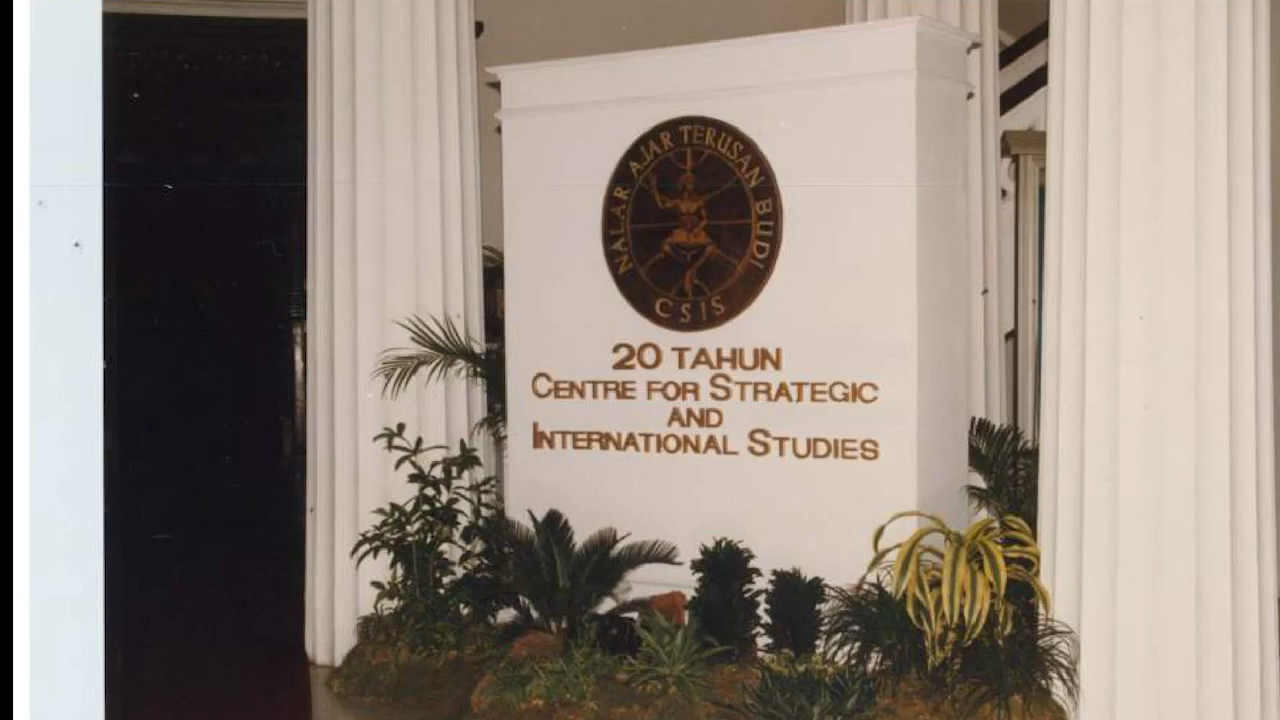 NALAR AJAR TERUSAN BUDI
CSIS
20 TAHUN
CENTRE FOR STRATEGIC
AND
INTERNATIONAL STUDIES